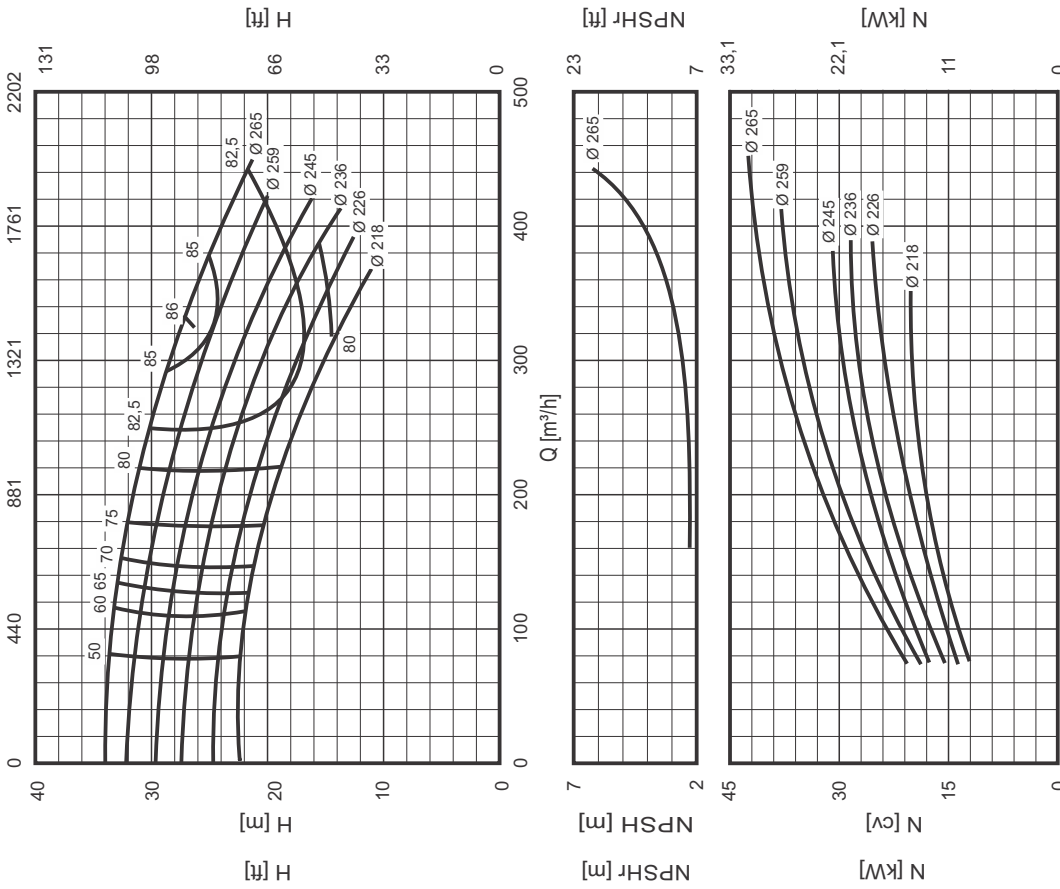 H [ft]
131
98
66
33
0
NPSHr [ft]
23
7
N [kW]
33,1
22,1
11
0
2202
1761
1321
881
440
0
500
400
300
200
100
0
Q [m³/h]
50
60
65
70
75
80
82,5
85
86
85
82,5
80
Ø 265
Ø 259
Ø 245
Ø 236
Ø 226
Ø 218
Ø 265
Ø 265
Ø 259
Ø 245
Ø 236
Ø 226
Ø 218
40
30
20
10
0
H [m]
H [ft]
7
2
NPSH [m]
NPSHr [m]
45
30
15
0
N [cv]
N [kW]